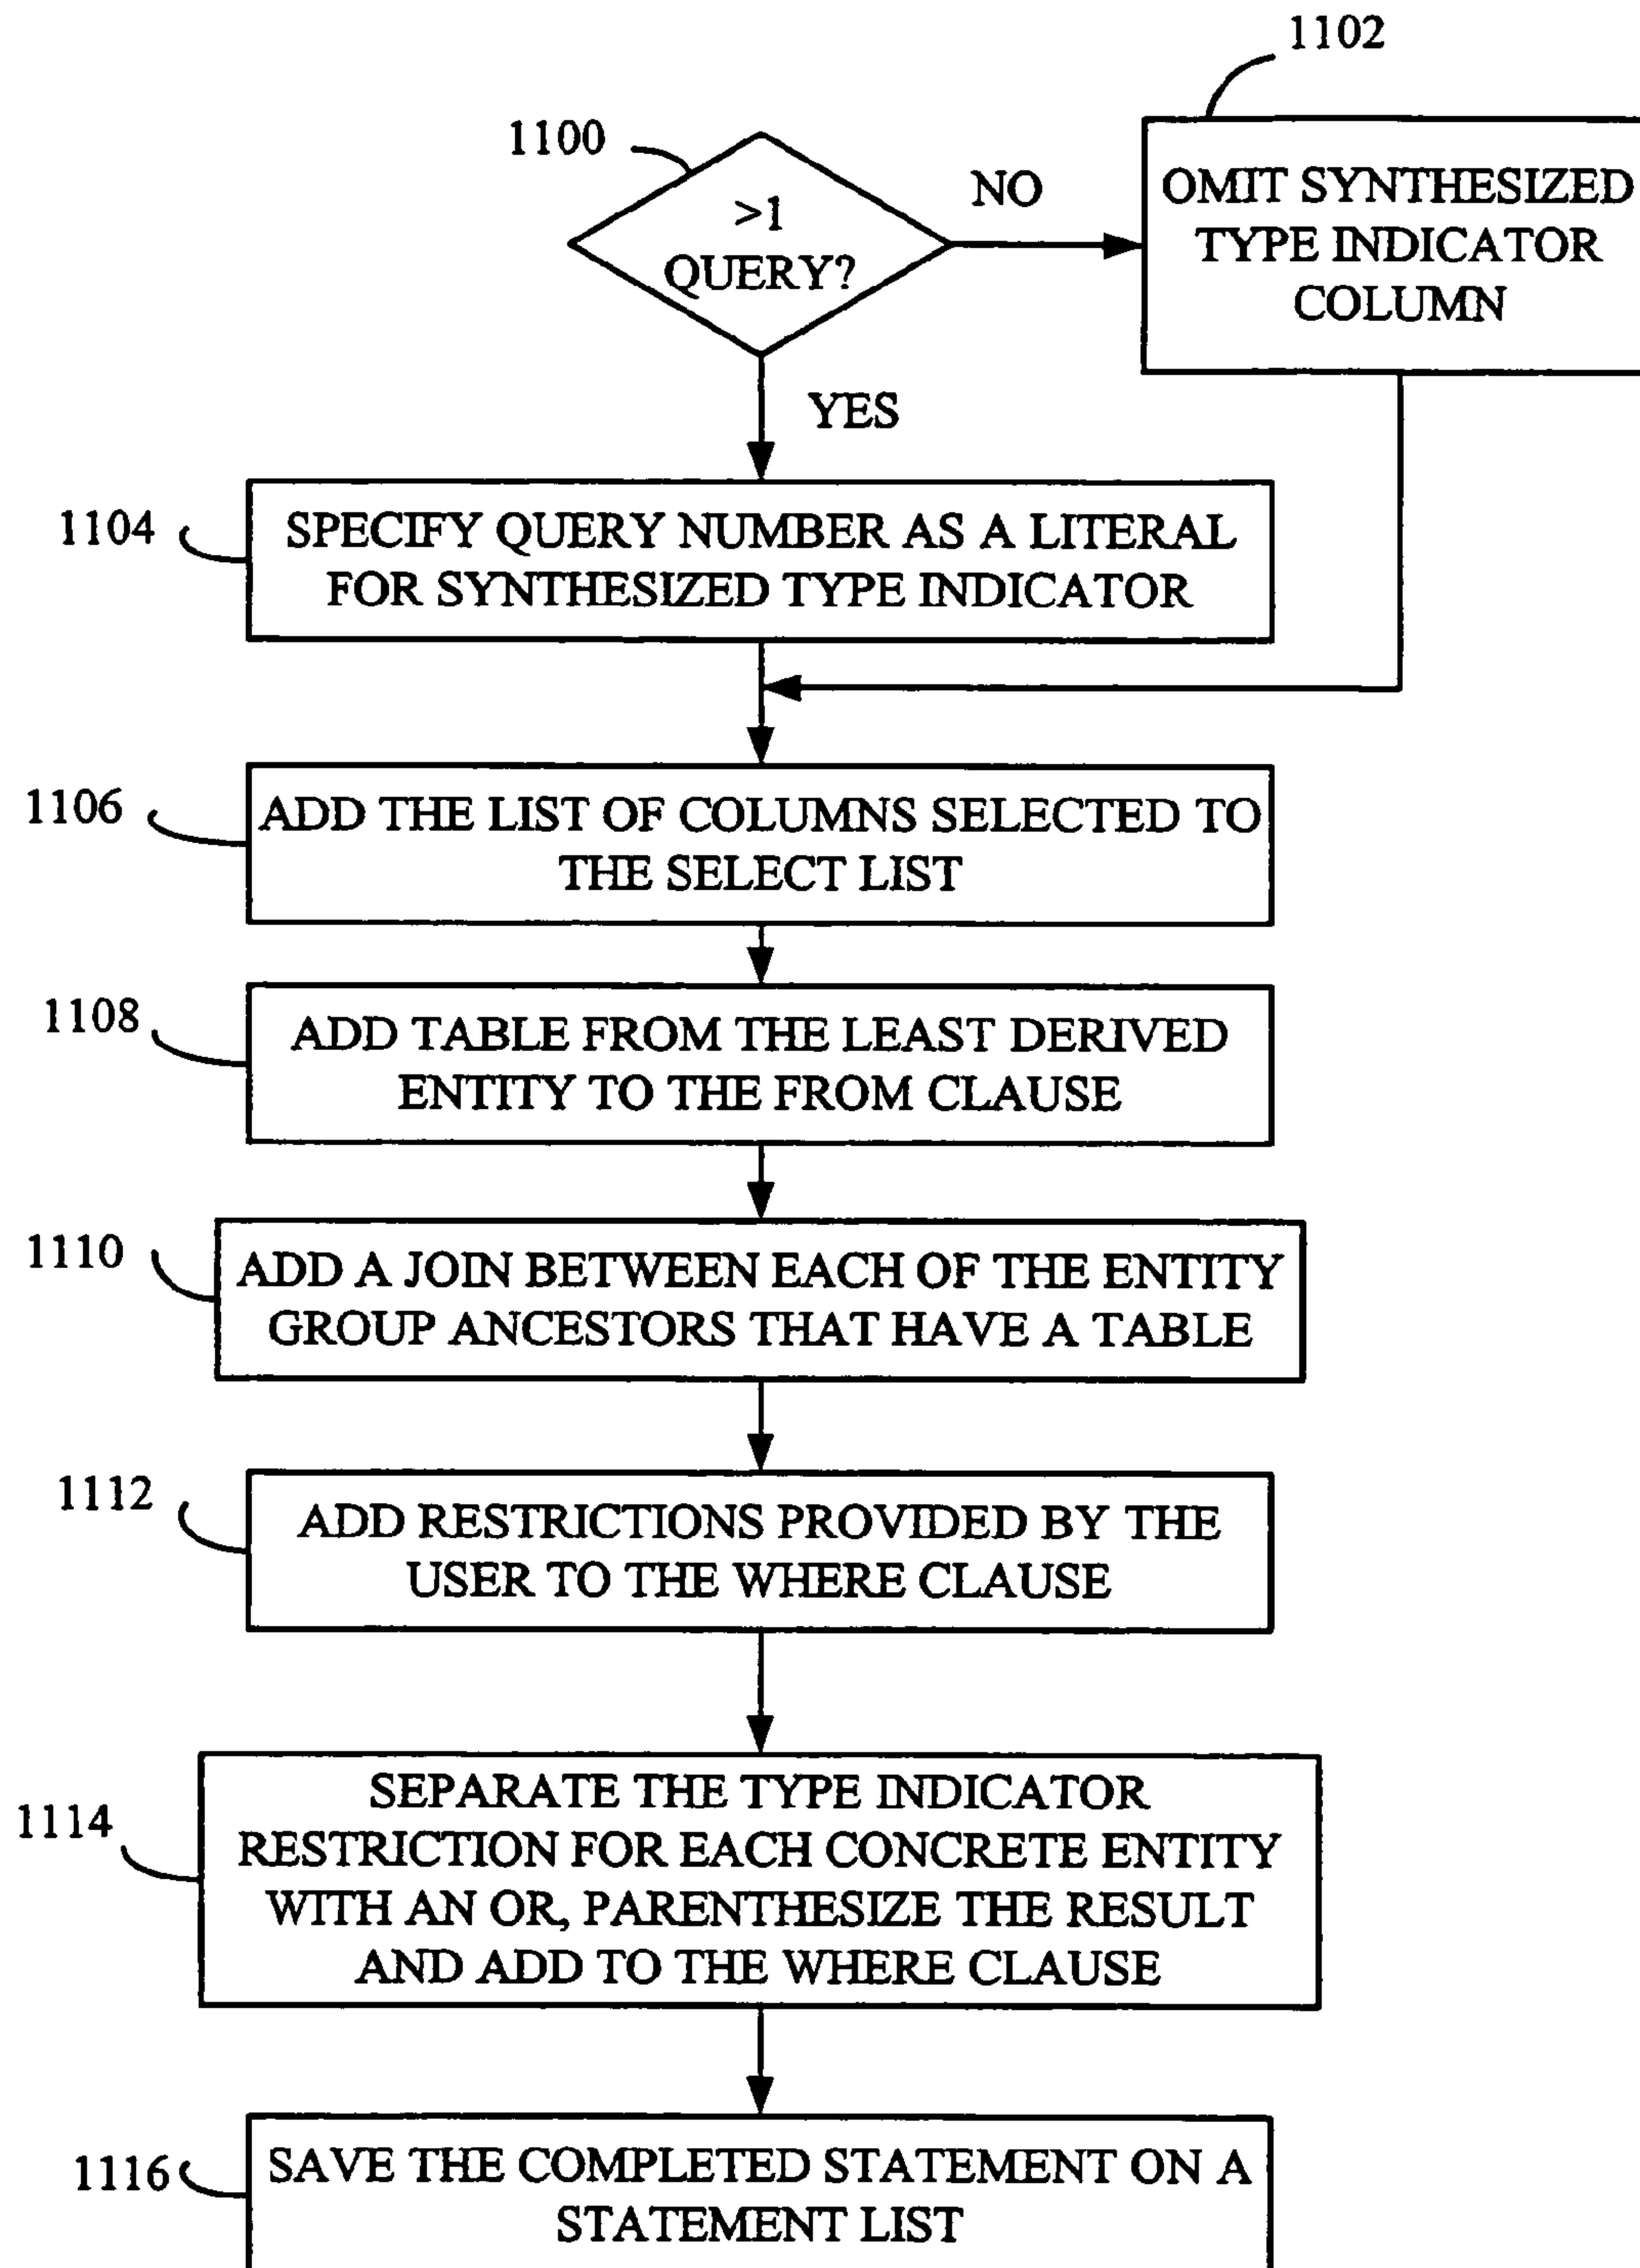 1102
1100
>1
QUERY?
NO
OMIT SYNTHESIZED
TYPE INDICATOR
COLUMN
YES
1104
SPECIFY QUERY NUMBER AS A LITERAL
FOR SYNTHESIZED TYPE INDICATOR
1106
ADD THE LIST OF COLUMNS SELECTED TO
THE SELECT LIST
1108
ADD TABLE FROM THE LEAST DERIVED
ENTITY TO THE FROM CLAUSE
1110
ADD A JOIN BETWEEN EACH OF THE ENTITY
GROUP ANCESTORS THAT HAVE A TABLE
1112
ADD RESTRICTIONS PROVIDED BY THE
USER TO THE WHERE CLAUSE
1114
SEPARATE THE TYPE INDICATOR
RESTRICTION FOR EACH CONCRETE ENTITY
WITH AN OR, PARENTHESIZE THE RESULT
AND ADD TO THE WHERE CLAUSE
1116
SAVE THE COMPLETED STATEMENT ON A
STATEMENT LIST